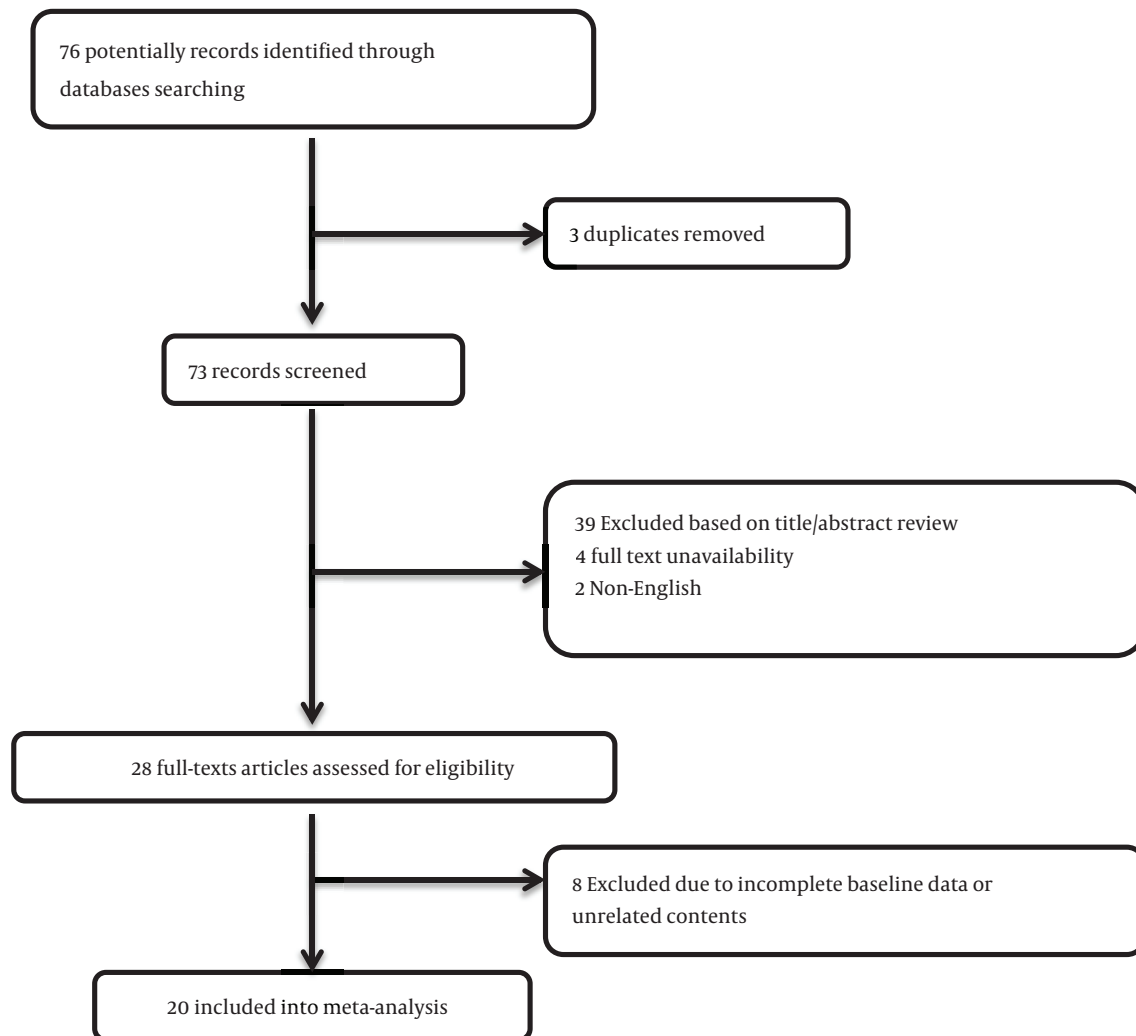 76 potentially records identified through
databases searching
3 duplicates removed
73 records screened
39 Excluded based on title/abstract review
4 full text unavailability
2 Non-English
28 full-texts articles assessed for eligibility
8 Excluded due to incomplete baseline data or
unrelated contents
20 included into meta-analysis